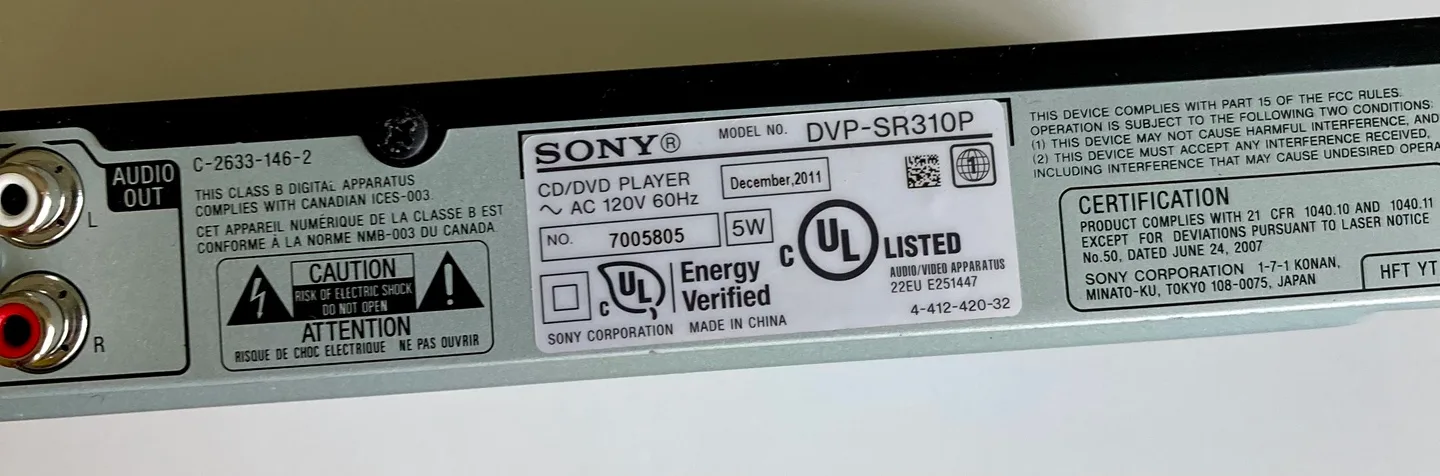 AUDIO
OUT
L
R
C-2633-146-2
THIS CLASS B DIGITAL APPARATUS
COMPLIES WITH CANADIAN ICES-003.
CET APPAREIL NUMÉRIQUE DE LA CLASSE B EST
CONFORME À LA NORME NMB-003 DU CANADA.
CAUTION
RISK OF ELECTRIC SHOCK
DO NOT OPEN
ATTENTION
RISQUE DE CHOC ELECTRIQUE NE PAS OUVRIR
SONY® MODEL NO. DVP-SR310P
CD/DVD PLAYER
~ AC 120V 60Hz
December,2011
1
NO. 7005805
5W
C UL Energy
Verified
C UL LISTED
AUDIO/VIDEO APPARATUS
22EU E251447
SONY CORPORATION MADE IN CHINA
4-412-420-32
THIS DEVICE COMPLIES WITH PART 15 OF THE FCC RULES.
OPERATION IS SUBJECT TO THE FOLLOWING TWO CONDITIONS:
(1) THIS DEVICE MAY NOT CAUSE HARMFUL INTERFERENCE, AND
(2) THIS DEVICE MUST ACCEPT ANY INTERFERENCE RECEIVED,
INCLUDING INTERFERENCE THAT MAY CAUSE UNDESIRED OPERA
CERTIFICATION
PRODUCT COMPLIES WITH 21 CFR 1040.10 AND 1040.11
EXCEPT FOR DEVIATIONS PURSUANT TO LASER NOTICE
No.50, DATED JUNE 24, 2007
SONY CORPORATION 1-7-1 KONAN,
MINATO-KU, TOKYO 108-0075, JAPAN
HFT YT